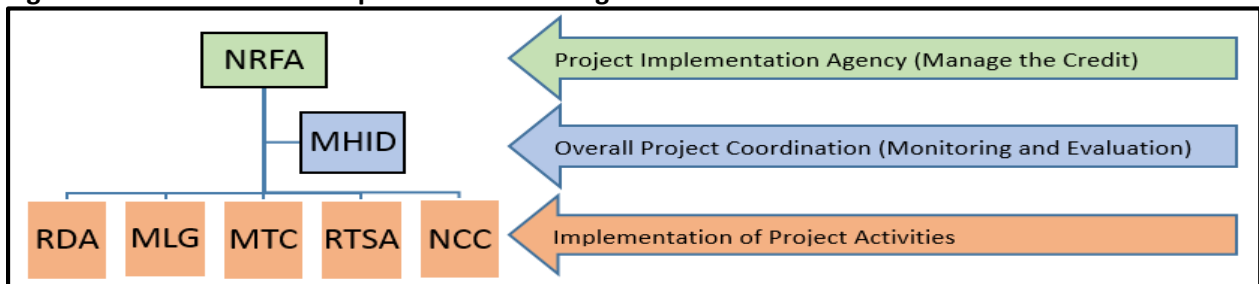 NRFA
Project Implementation Agency (Manage the Credit)
MHID
Overall Project Coordination (Monitoring and Evaluation)
RDA MLG MTC RTSA NCC
Implementation of Project Activities